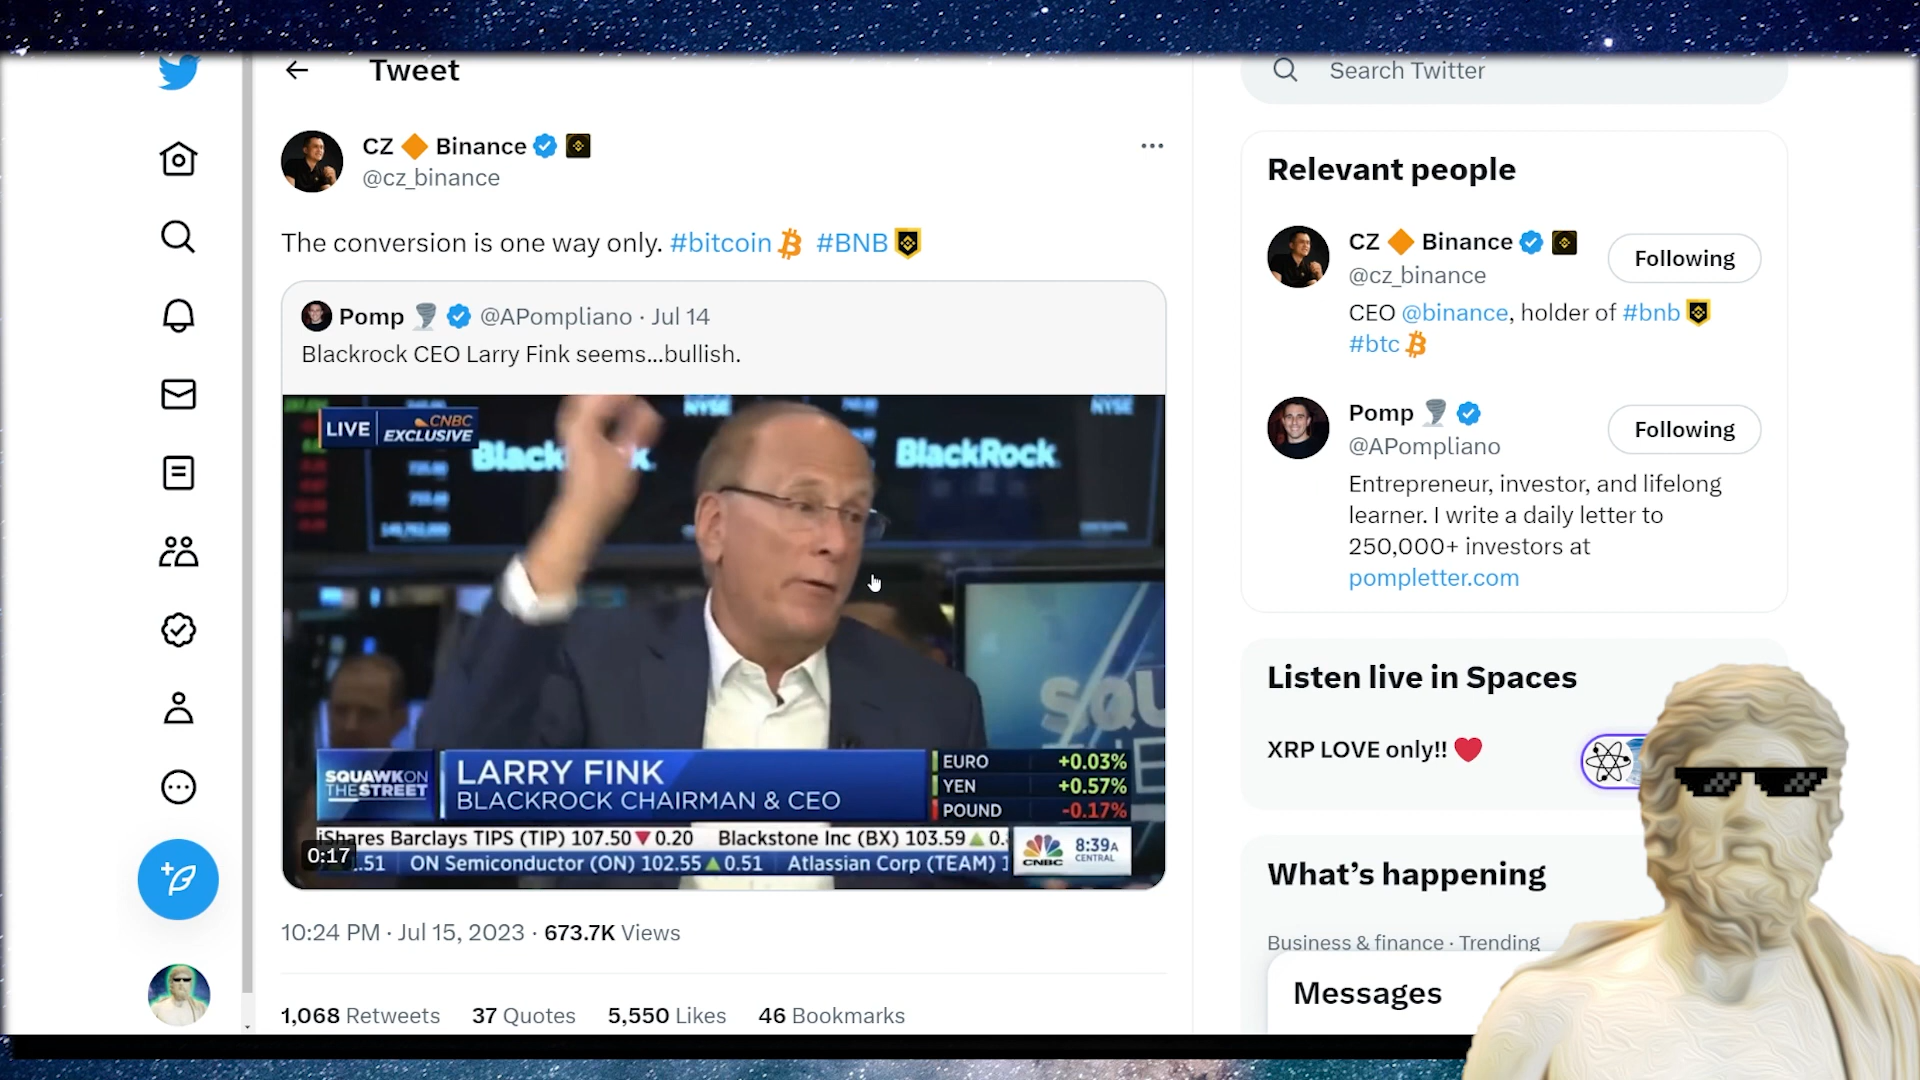 Tweet
Search Twitter
CZ 🔶 Binance
@cz_binance
The conversion is one way only. #bitcoin #BNB
Pomp 🌪 @APompliano · Jul 14
Blackrock CEO Larry Fink seems...bullish.
LIVE CNBC EXCLUSIVE
NYSE
NYSE
BlackRock
LARRY FINK
BLACKROCK CHAIRMAN & CEO
SQUAWK ON
THE STREET
EURO +0.03%
YEN +0.57%
POUND -0.17%
iShares Barclays TIPS (TIP) 107.50▼0.20 Blackstone Inc (BX) 103.59▲0.
0:17
.51 ON Semiconductor (ON) 102.55▲0.51 Atlassian Corp (TEAM) 1
CNBC 8:39A
CENTRAL
10:24 PM · Jul 15, 2023 · 673.7K Views
1,068 Retweets 37 Quotes 5,550 Likes 46 Bookmarks
Relevant people
CZ 🔶 Binance
@cz_binance
Following
CEO @binance, holder of #bnb
#btc
Pomp 🌪
@APompliano
Following
Entrepreneur, investor, and lifelong
learner. I write a daily letter to
250,000+ investors at
pompletter.com
Listen live in Spaces
XRP LOVE only!! ❤️
What's happening
Business & finance · Trending
Messages